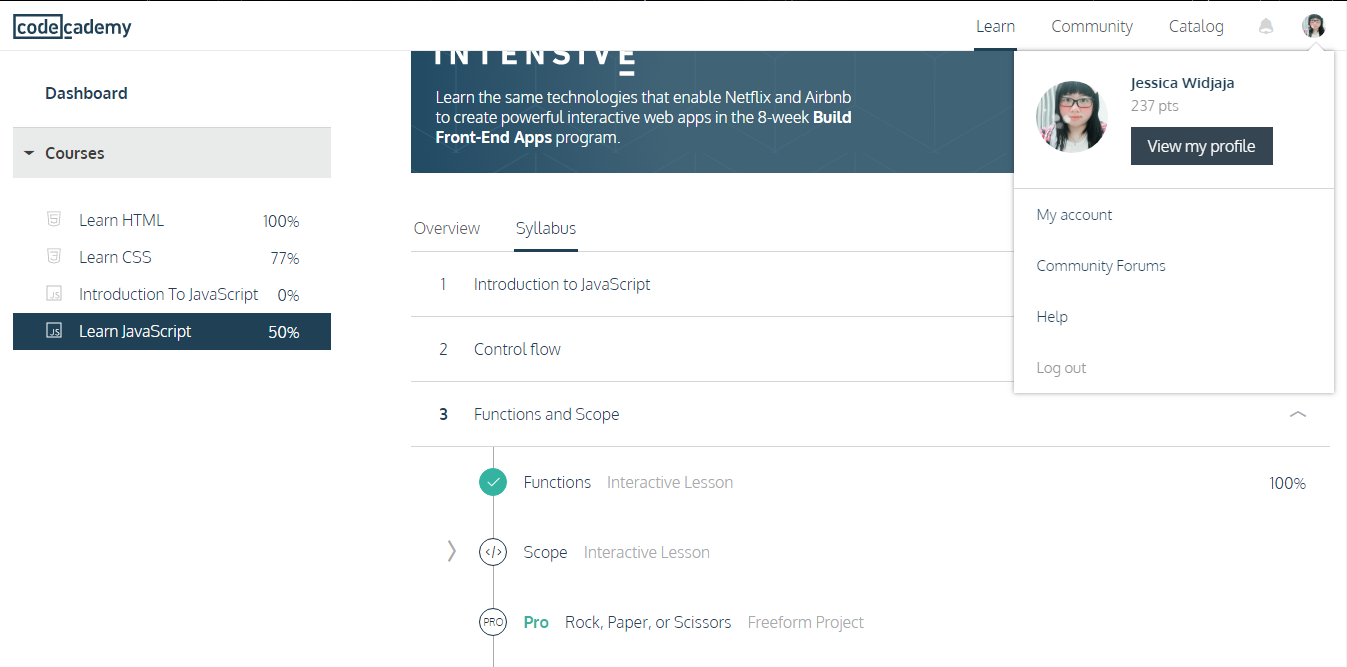 codecademy
Learn Community Catalog
Dashboard
Courses
Learn HTML 100%
Learn CSS 77%
Introduction To JavaScript 0%
JS Learn JavaScript 50%
INTENSIVE
Learn the same technologies that enable Netflix and Airbnb
to create powerful interactive web apps in the 8-week Build
Front-End Apps program.
Overview Syllabus
1 Introduction to JavaScript
2 Control flow
3 Functions and Scope
Functions Interactive Lesson 100%
</> Scope Interactive Lesson
PRO Pro Rock, Paper, or Scissors Freeform Project
Jessica Widjaja
237 pts
View my profile
My account
Community Forums
Help
Log out